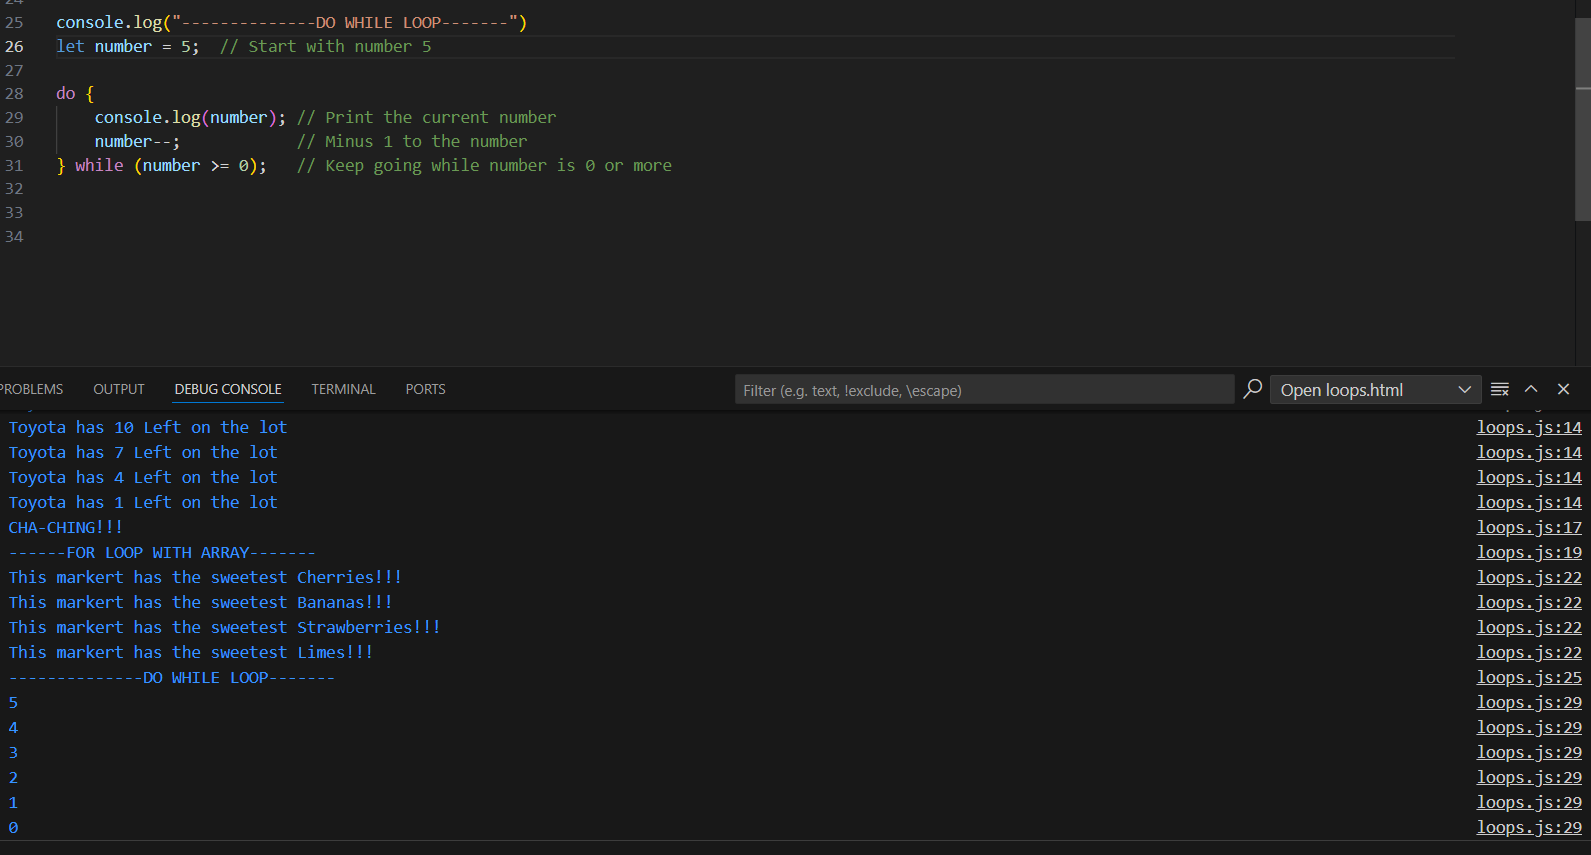 25 console.log("--------------DO WHILE LOOP-------")
26 let number = 5;  // Start with number 5
27
28 do {
29     console.log(number); // Print the current number
30     number--;            // Minus 1 to the number
31 } while (number >= 0);   // Keep going while number is 0 or more
32
33
34
PROBLEMS OUTPUT DEBUG CONSOLE TERMINAL PORTS Filter (e.g. text, !exclude, \escape) Open loops.html
Toyota has 10 Left on the lot loops.js:14
Toyota has 7 Left on the lot loops.js:14
Toyota has 4 Left on the lot loops.js:14
Toyota has 1 Left on the lot loops.js:14
CHA-CHING!!! loops.js:17
------FOR LOOP WITH ARRAY------- loops.js:19
This markert has the sweetest Cherries!!! loops.js:22
This markert has the sweetest Bananas!!! loops.js:22
This markert has the sweetest Strawberries!!! loops.js:22
This markert has the sweetest Limes!!! loops.js:22
--------------DO WHILE LOOP------- loops.js:25
5 loops.js:29
4 loops.js:29
3 loops.js:29
2 loops.js:29
1 loops.js:29
0 loops.js:29